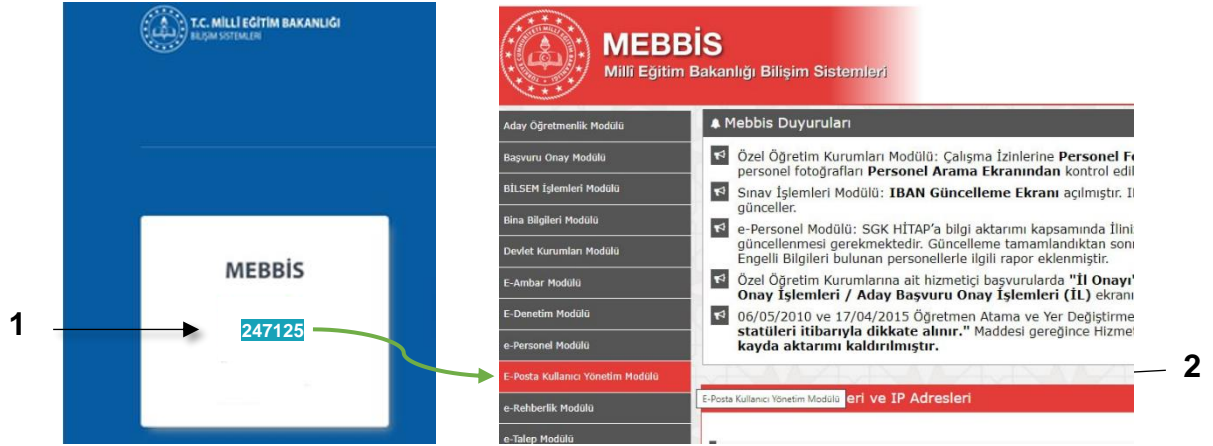 T.C. MİLLİ EĞİTİM BAKANLIĞI
BİLİŞİM SİSTEMLERİ
MEBBİS
1
247125
MEBBİS
Millî Eğitim Bakanlığı Bilişim Sistemleri
Aday Öğretmenlik Modülü
Başvuru Onay Modülü
BİLSEM İşlemleri Modülü
Bina Bilgileri Modülü
Devlet Kurumları Modülü
E-Ambar Modülü
E-Denetim Modülü
e-Personel Modülü
E-Posta Kullanıcı Yönetim Modülü
e-Rehberlik Modülü
e-Talep Modülü
Mebbis Duyuruları
Özel Öğretim Kurumları Modülü: Çalışma İzinlerine Personel Fo
personel fotoğrafları Personel Arama Ekranından kontrol edil
Sınav İşlemleri Modülü: IBAN Güncelleme Ekranı açılmıştır. I
günceller.
e-Personel Modülü: SGK HİTAP'a bilgi aktarımı kapsamında İlini
güncellenmesi gerekmektedir. Güncelleme tamamlandıktan sonr
Engelli Bilgileri bulunan personellerle ilgili rapor eklenmiştir.
Özel Öğretim Kurumlarına ait hizmetiçi başvurularda "İl Onayı"
Onay İşlemleri / Aday Başvuru Onay İşlemleri (İL) ekranı
06/05/2010 ve 17/04/2015 Öğretmen Atama ve Yer Değiştirme
statüleri itibarıyla dikkate alınır." Maddesi gereğince Hizmet
kayda aktarımı kaldırılmıştır.
2
E-Posta Kullanıcı Yönetim Modülü
eri ve IP Adresleri